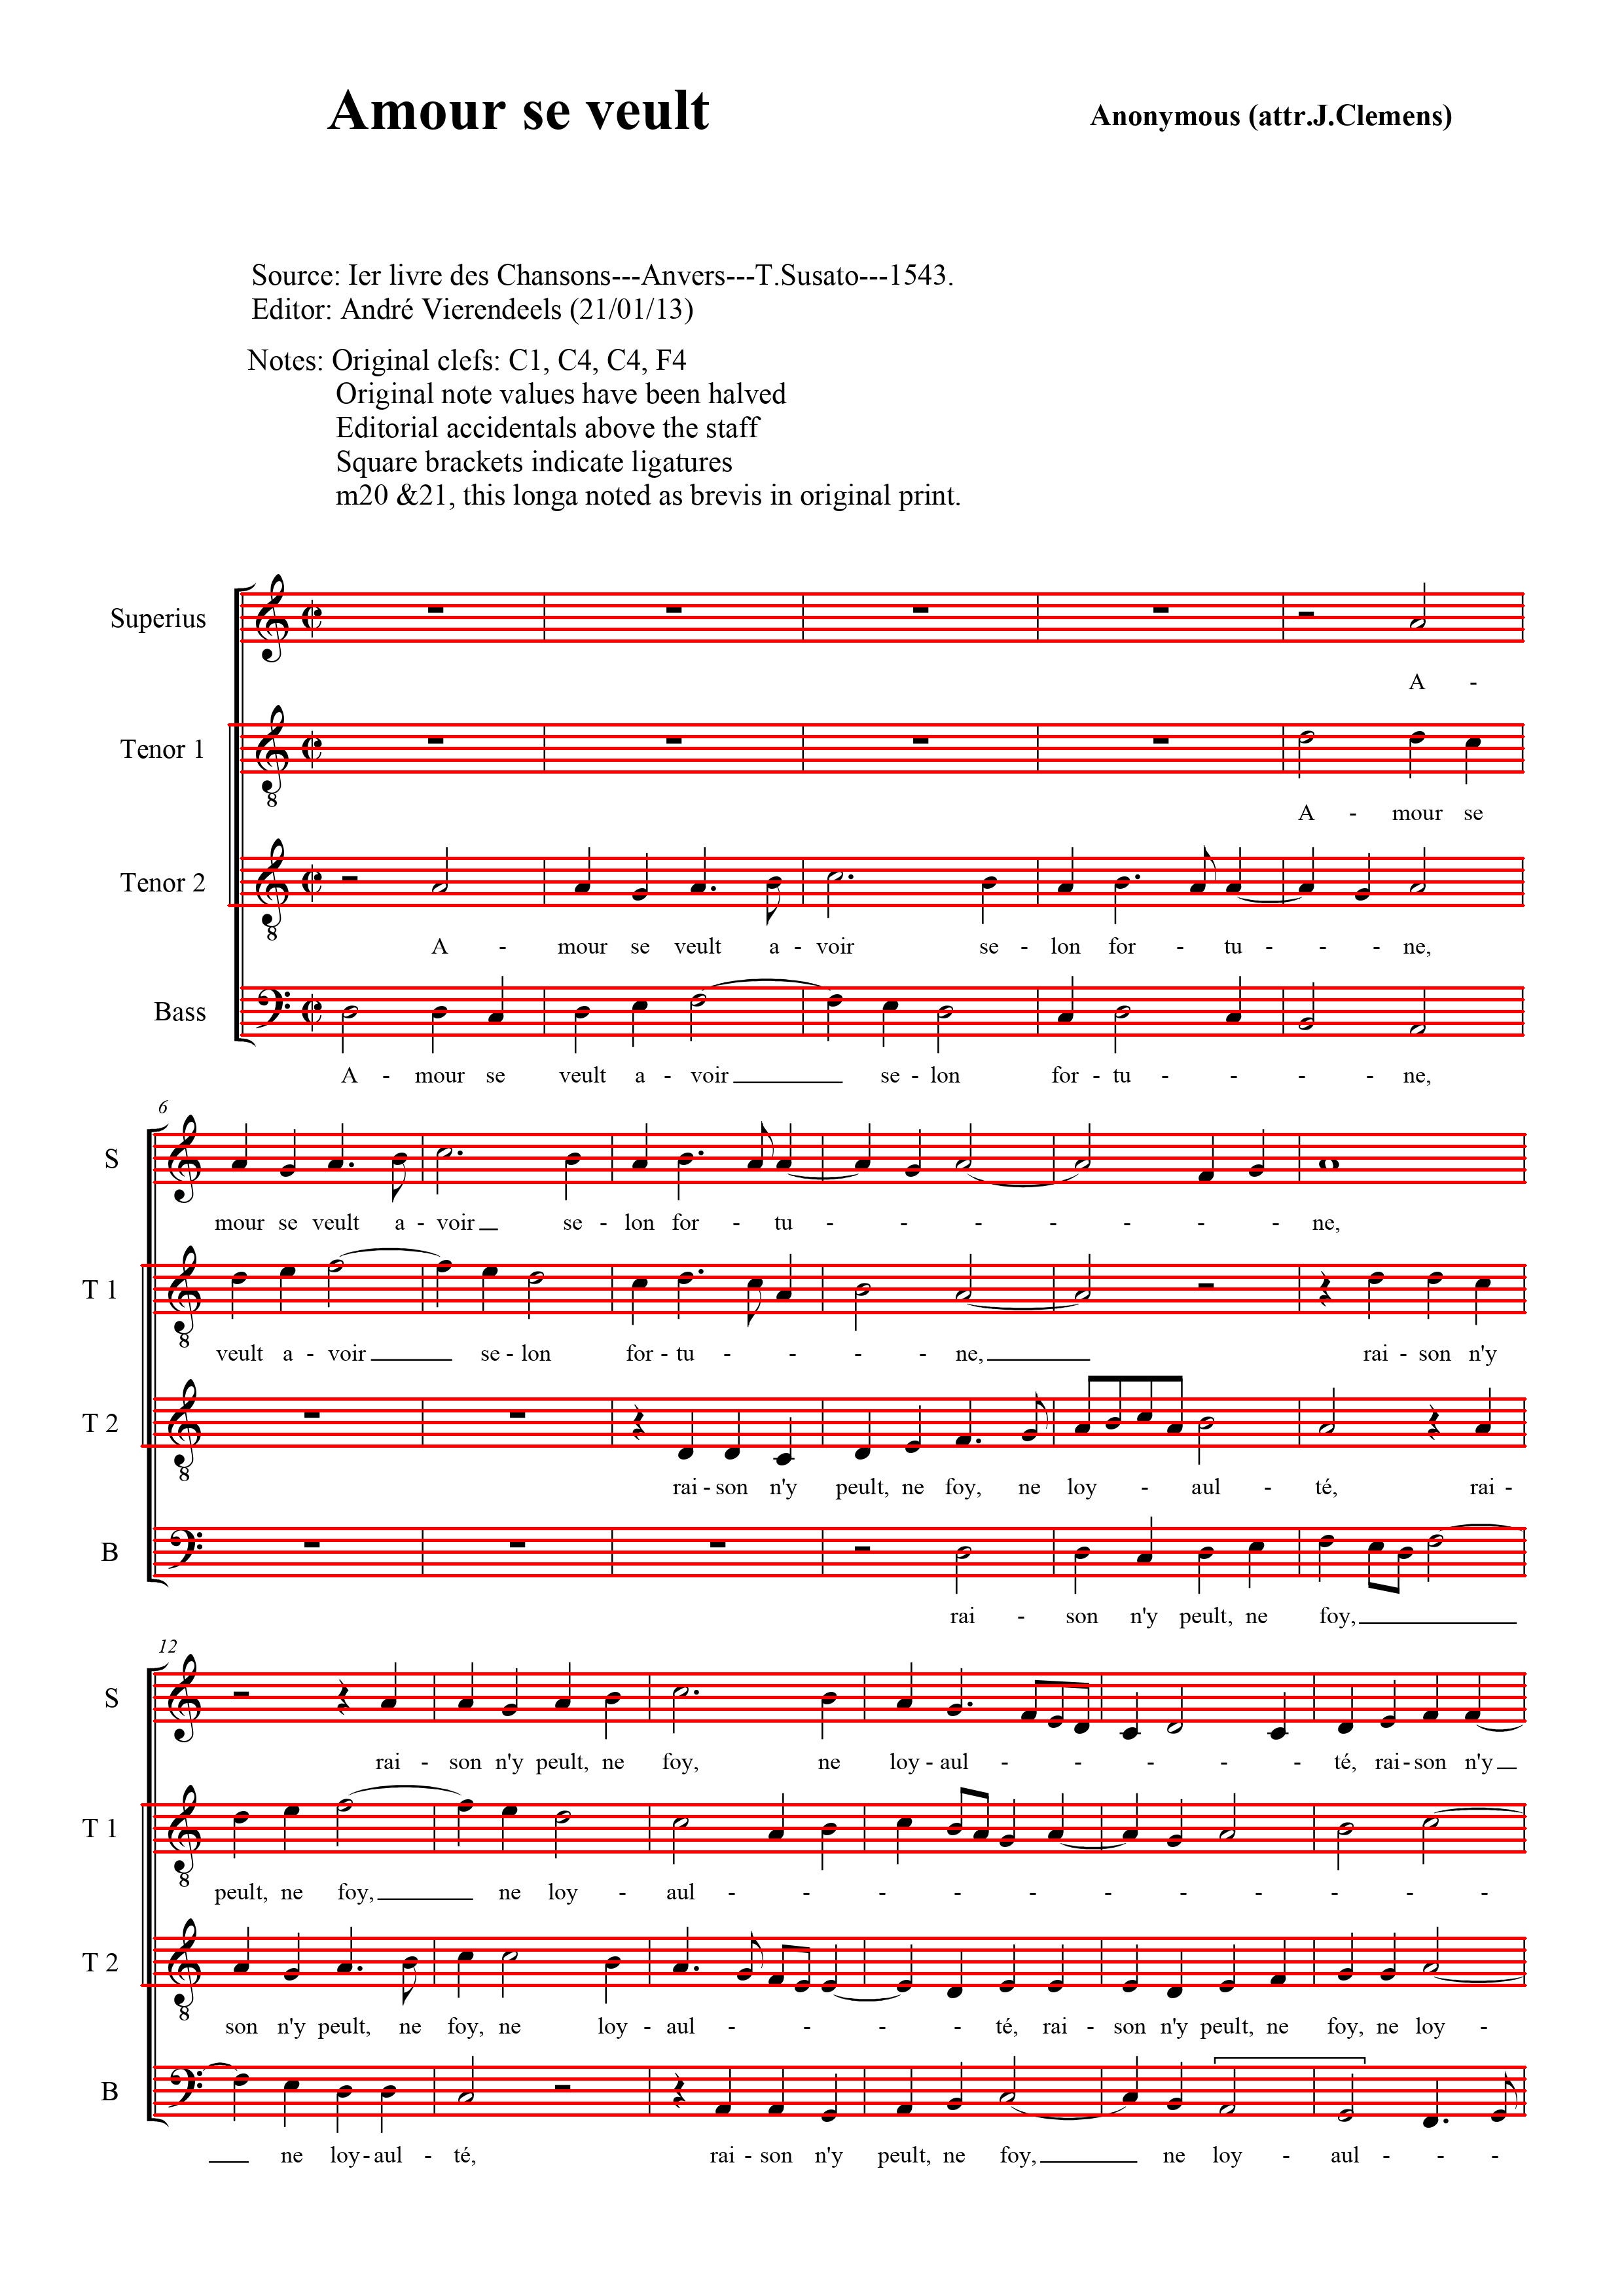 Amour se veult
Anonymous (attr.J.Clemens)
Source: Ier livre des Chansons---Anvers---T.Susato---1543.
Editor: André Vierendeels (21/01/13)
Notes: Original clefs: C1, C4, C4, F4
Original note values have been halved
Editorial accidentals above the staff
Square brackets indicate ligatures
m20 &21, this longa noted as brevis in original print.
Superius
A -
Tenor 1
8
A - mour se
Tenor 2
8
A - mour se veult a - voir se - lon for - tu - - - ne,
Bass
A - mour se veult a - voir se - lon for - tu - - - - ne,
6
S
mour se veult a - voir se - lon for - tu - - - - - - - ne,
T 1
8
veult a - voir se - lon for - tu - - - - ne, rai - son n'y
T 2
8
rai - son n'y peult, ne foy, ne loy - - aul - té, rai -
B
rai - son n'y peult, ne foy,
12
S
rai - son n'y peult, ne foy, ne loy - aul - - - - - - té, rai - son n'y
T 1
8
peult, ne foy, ne loy - aul - - - - - - - - - - -
T 2
8
son n'y peult, ne foy, ne loy - aul - - - - té, rai - son n'y peult, ne foy, ne loy -
B
ne loy - aul - té, rai - son n'y peult, ne foy, ne loy - aul - - -